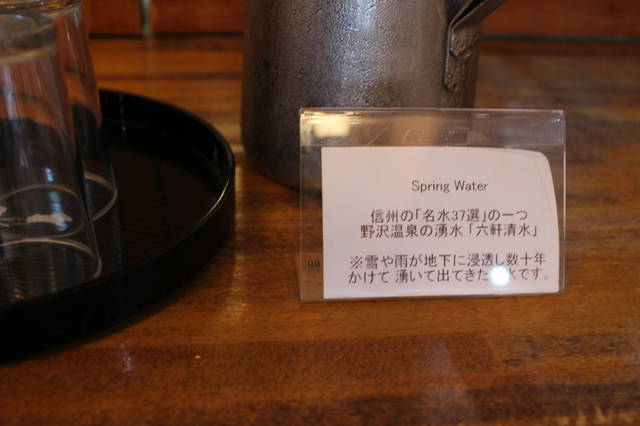 Spring Water
信州の「名水37選」の一つ
野沢温泉の湧水「六軒清水」
※雪や雨が地下に浸透し数十年
かけて 湧いて出てきた 水です。